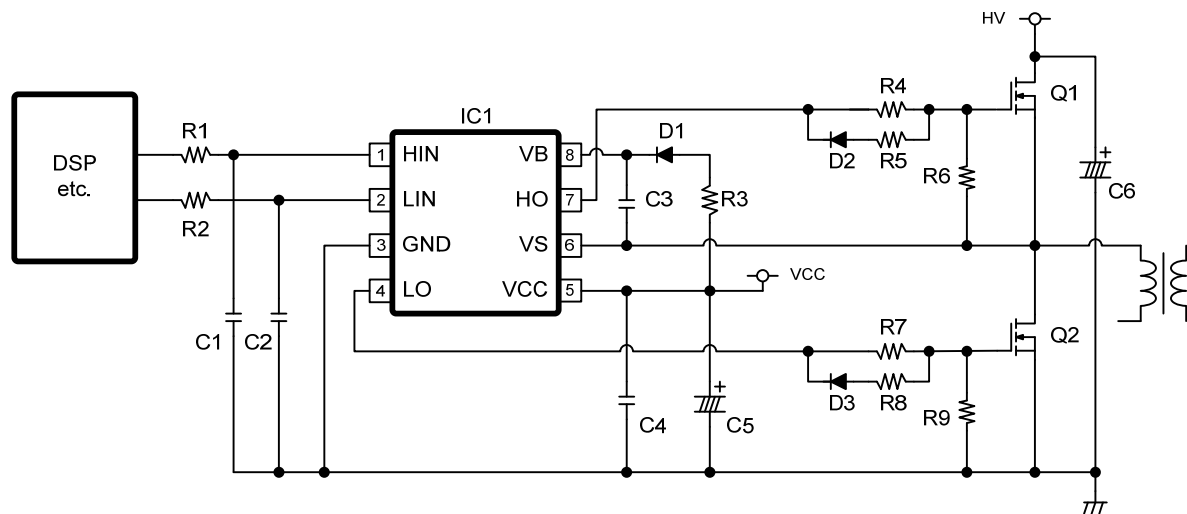 HV
R4
Q1
IC1
R1
D1
DSP
etc.
1 HIN VB 8
D2 R5
R6
C3
R3
C6
2 LIN HO 7
R2
3 GND VS 6
4 LO VCC 5
VCC
R7
Q2
C1 C2
D3 R8
R9
C4
C5
+
+